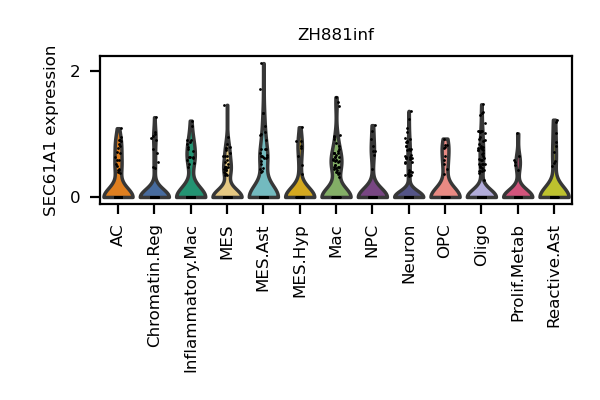 ZH881inf
SEC61A1 expression
2
0
AC
Chromatin.Reg
Inflammatory.Mac
MES
MES.Ast
MES.Hyp
Mac
NPC
Neuron
OPC
Oligo
Prolif.Metab
Reactive.Ast